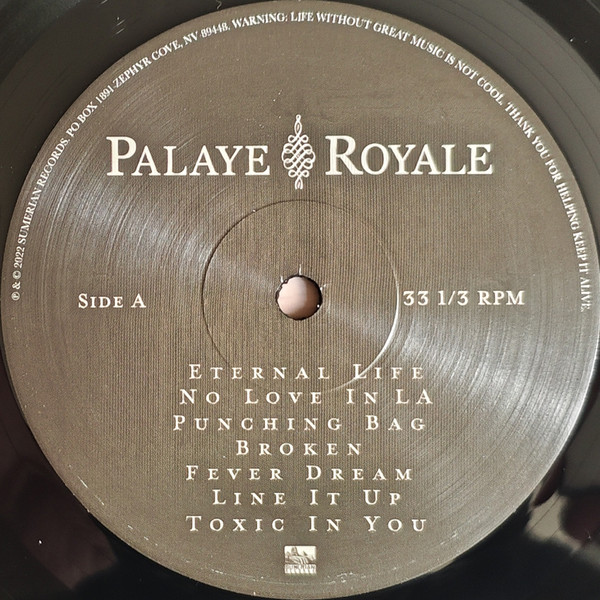 ℗ & © 2022 SUMERIAN RECORDS. PO BOX 1891 ZEPHYR COVE, NV 89448. WARNING: LIFE WITHOUT GREAT MUSIC IS NOT COOL. THANK YOU FOR HELPING KEEP IT ALIVE.
PALAYE ROYALE
SIDE A
33 1/3 RPM
ETERNAL LIFE
NO LOVE IN LA
PUNCHING BAG
BROKEN
FEVER DREAM
LINE IT UP
TOXIC IN YOU
SUMERIAN